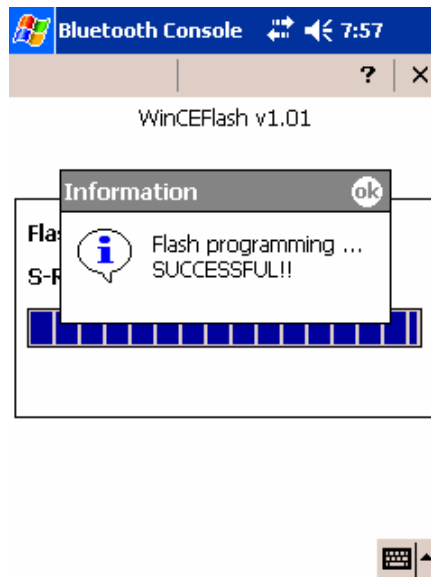 Bluetooth Console 7:57
? ×
WinCEFlash v1.01
Information ok
Flash programming ...
SUCCESSFUL!!